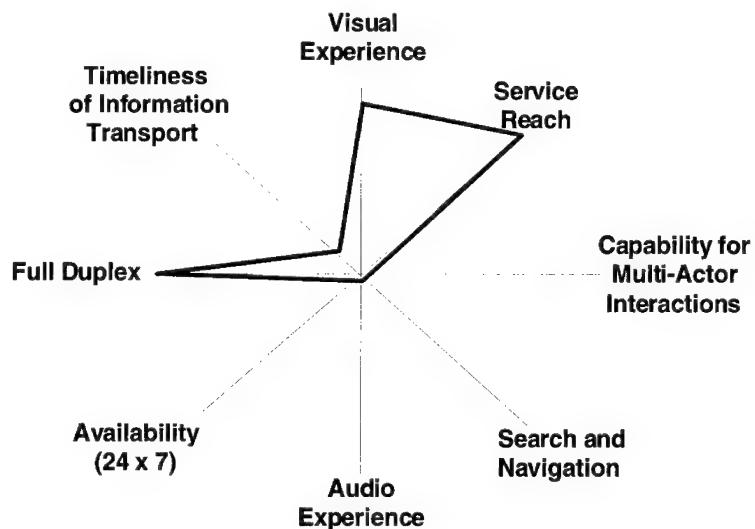 Visual
Experience
Timeliness
of Information
Transport
Service
Reach
Full Duplex
Capability for
Multi-Actor
Interactions
Availability
(24 x 7)
Search and
Navigation
Audio
Experience